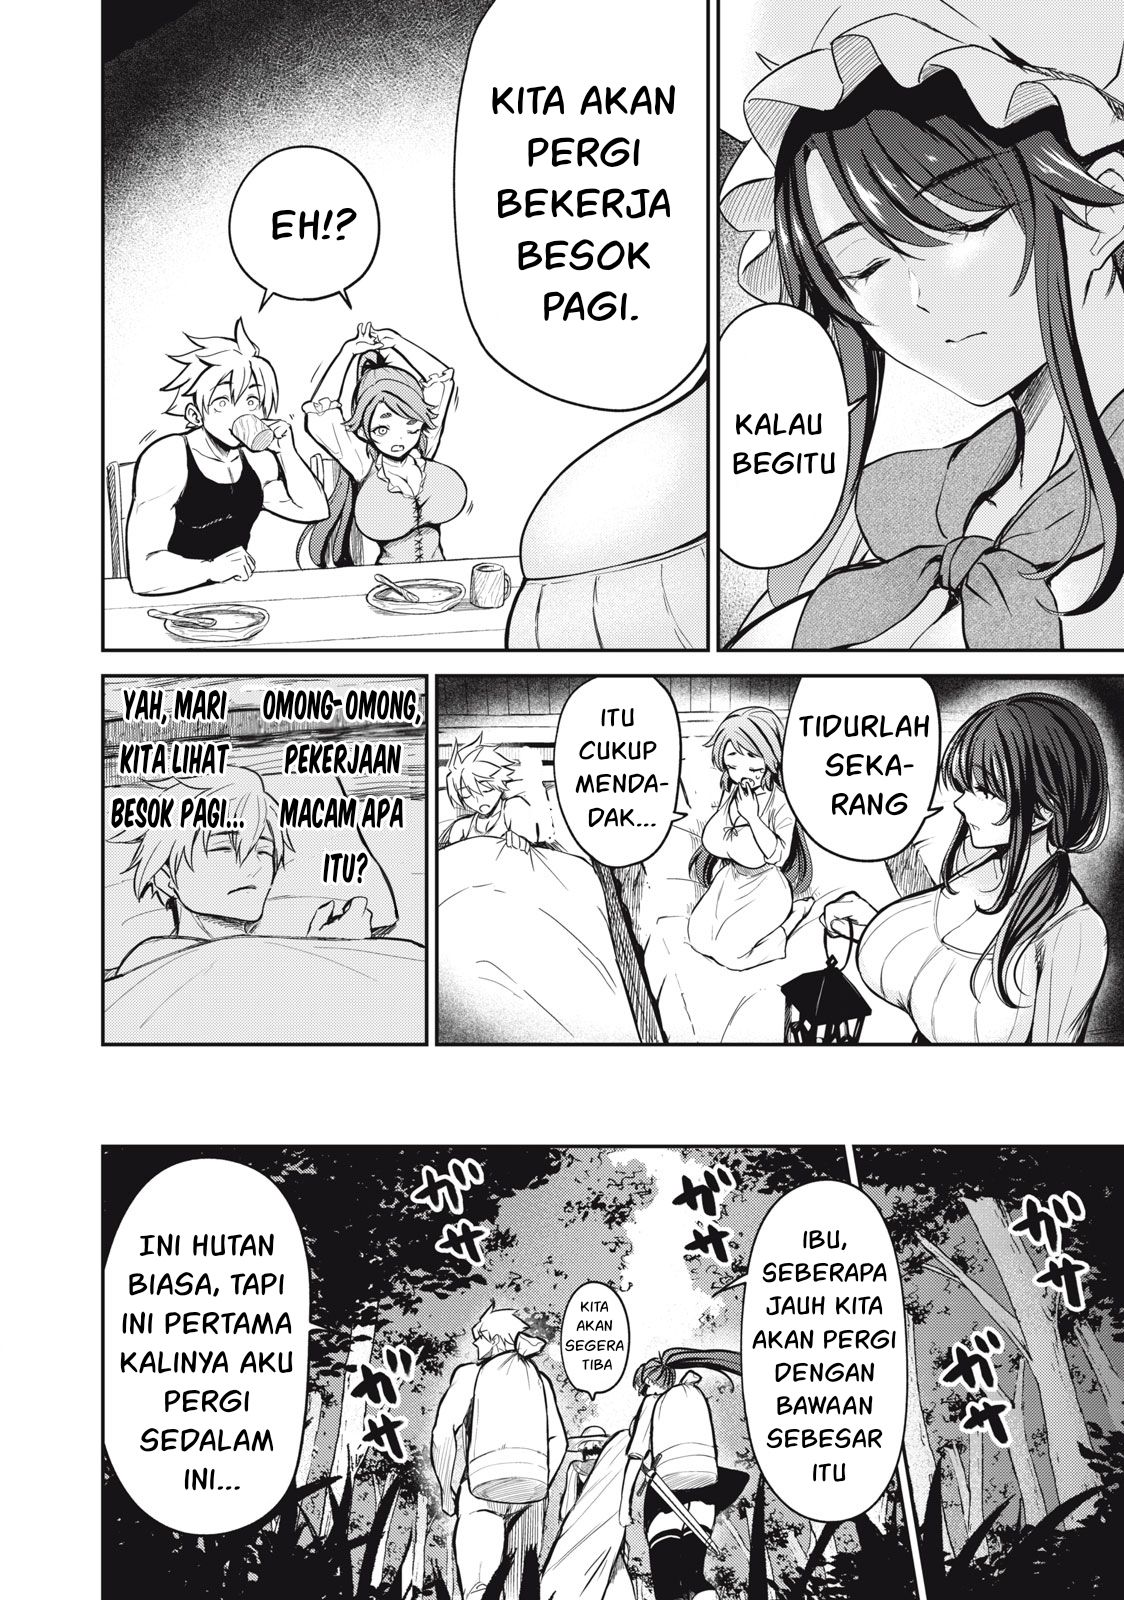 KALAU
BEGITU
KITA AKAN
PERGI
BEKERJA
BESOK
PAGI.
EH!?
TIDURLAH
SEKA-
RANG
ITU
CUKUP
MENDA-
DAK...
OMONG-OMONG,
PEKERJAAN
MACAM APA
ITU?
YAH, MARI
KITA LIHAT
BESOK PAGI...
ガサ
ガサ
IBU,
SEBERAPA
JAUH KITA
AKAN PERGI
DENGAN
BAWAAN
SEBESAR
ITU
ガサ
KITA
AKAN
SEGERA
TIBA
ガサ
ガサ
INI HUTAN
BIASA, TAPI
INI PERTAMA
KALINYA AKU
PERGI
SEDALAM
INI...